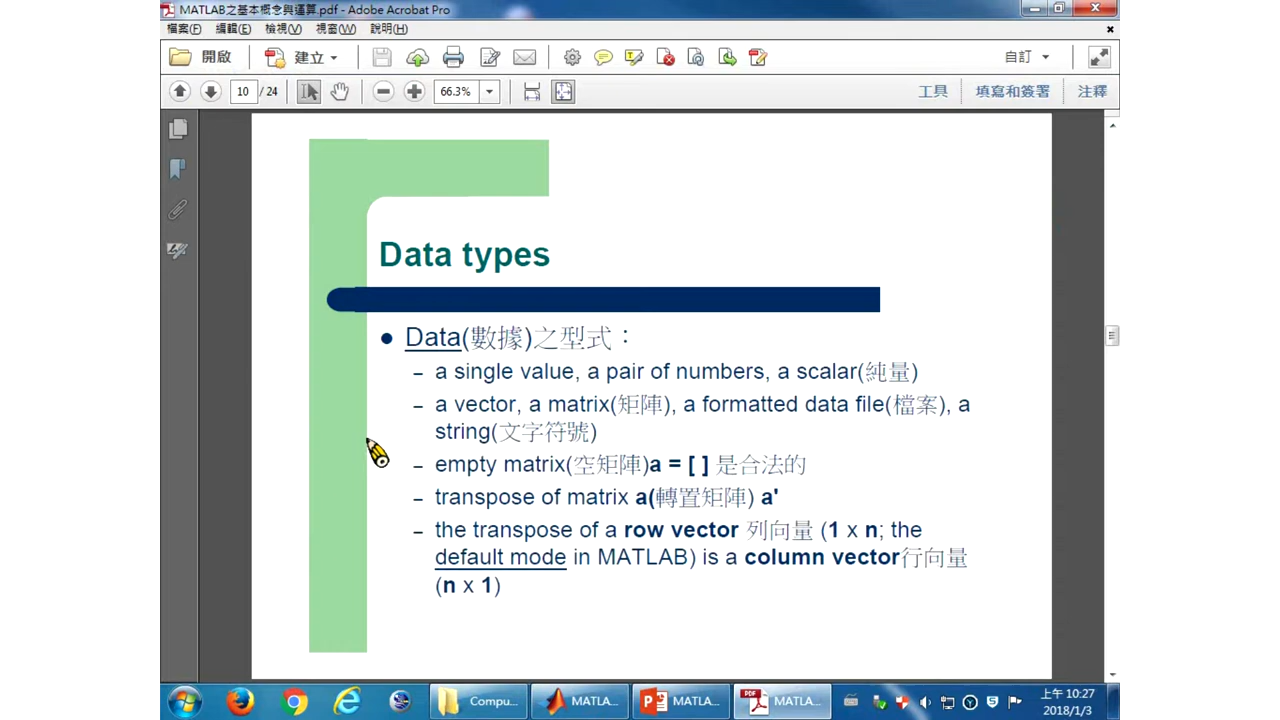 MATLAB之基本概念與運算.pdf - Adobe Acrobat Pro
檔案(F) 編輯(E) 檢視(V) 視窗(W) 說明(H)
開啟 建立 自訂
10 / 24 66.3% 工具 填寫和簽署 注釋
Data types
Data(數據)之型式：
– a single value, a pair of numbers, a scalar(純量)
– a vector, a matrix(矩陣), a formatted data file(檔案), a
string(文字符號)
– empty matrix(空矩陣)a = [ ] 是合法的
– transpose of matrix a(轉置矩陣) a'
– the transpose of a row vector 列向量 (1 x n; the
default mode in MATLAB) is a column vector行向量
(n x 1)
Compu... MATLA... MATLA... MATLA... 上午 10:27
2018/1/3